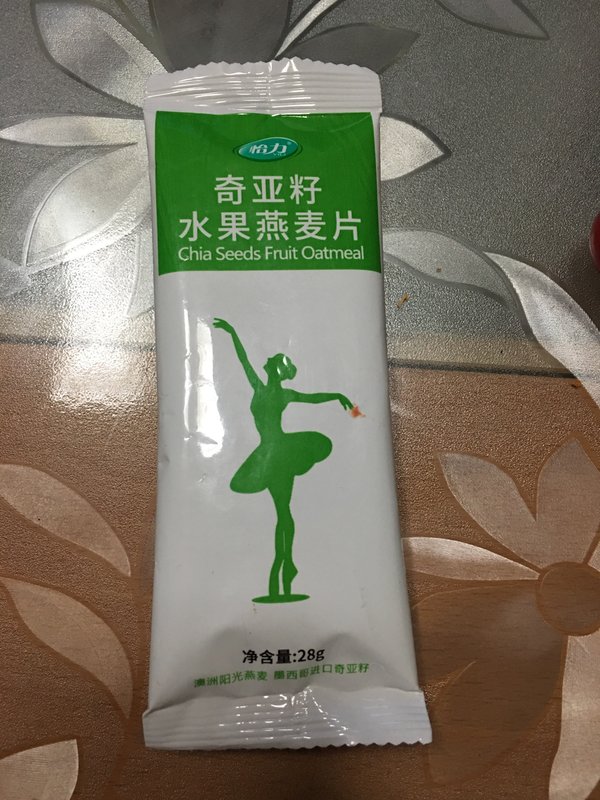 怡力
奇亚籽
水果燕麦片
Chia Seeds Fruit Oatmeal
净含量:28g
澳洲阳光燕麦 墨西哥进口奇亚籽